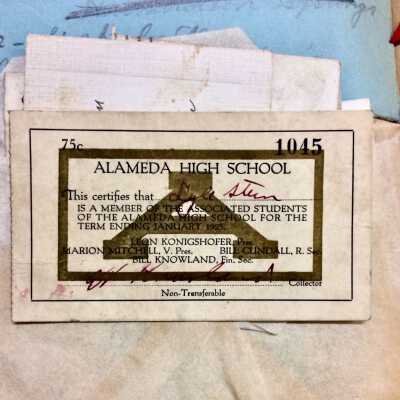 75c. 1045
ALAMEDA HIGH SCHOOL
This certifies that Stern
IS A MEMBER OF THE ASSOCIATED STUDENTS
OF THE ALAMEDA HIGH SCHOOL FOR THE
TERM ENDING JANUARY 1925.
LEON KONIGSHOFER, Pres.
MARION MITCHELL, V. Pres. BILL CUNDALL, R. Sec.
BILL KNOWLAND, Fin. Sec.
Collector
Non-Transferable